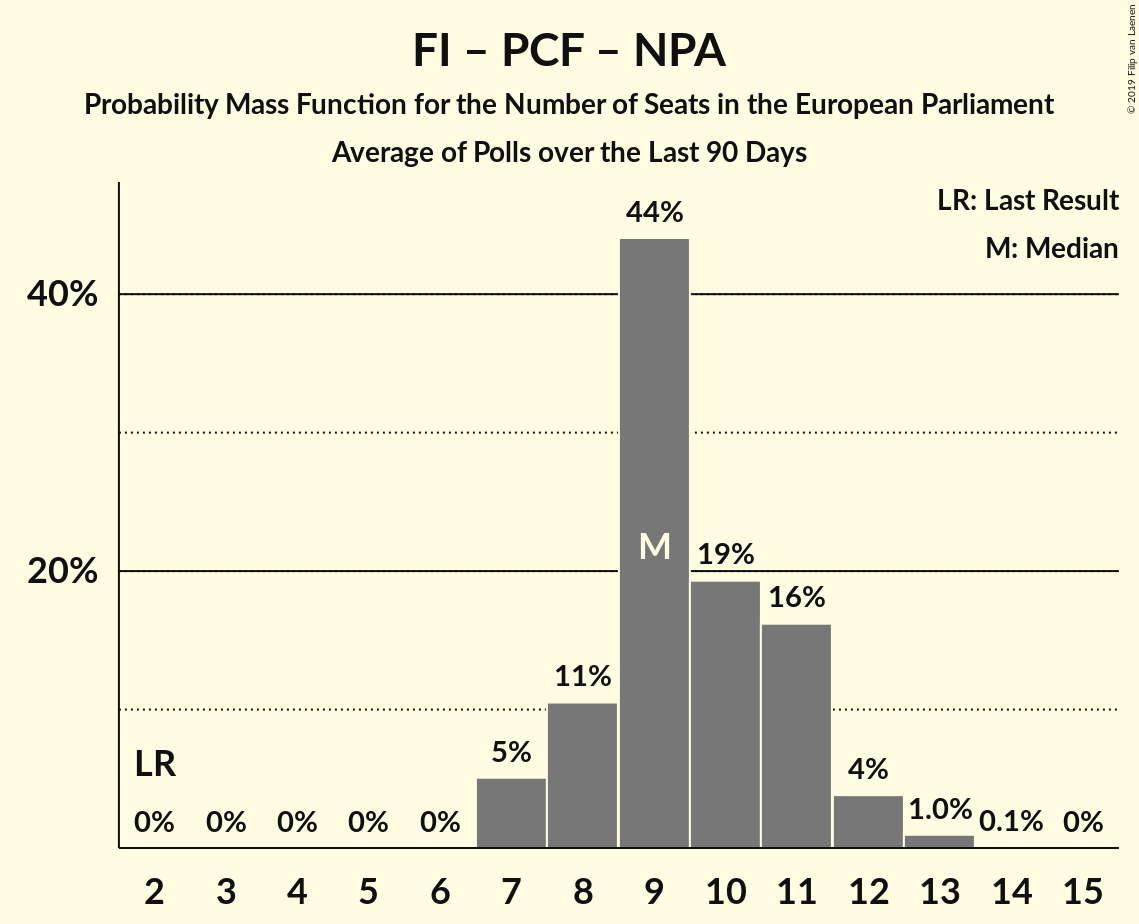 FI – PCF – NPA
Probability Mass Function for the Number of Seats in the European Parliament
Average of Polls over the Last 90 Days
© 2019 Filip van Laenen
LR: Last Result
M: Median
40%
20%
LR
0%
0%
0%
0%
0%
5%
11%
44%
M
19%
16%
4%
1.0%
0.1%
0%
2 3 4 5 6 7 8 9 10 11 12 13 14 15